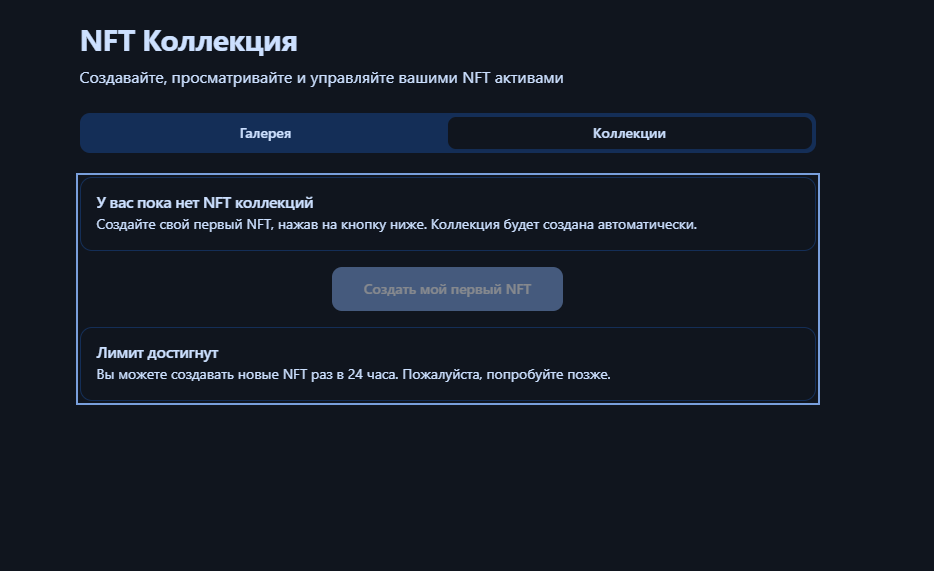 NFT Коллекция
Создавайте, просматривайте и управляйте вашими NFT активами
Галерея
Коллекции
У вас пока нет NFT коллекций
Создайте свой первый NFT, нажав на кнопку ниже. Коллекция будет создана автоматически.
Создать мой первый NFT
Лимит достигнут
Вы можете создавать новые NFT раз в 24 часа. Пожалуйста, попробуйте позже.